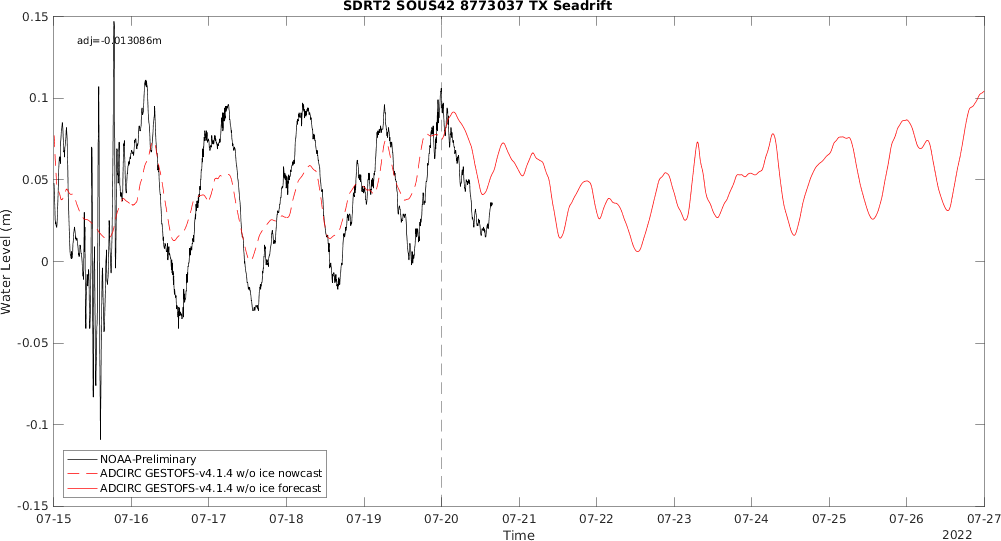 SDRT2 SOUS42 8773037 TX Seadrift
0.15
adj=-0.013086m
0.1
0.05
0
-0.05
-0.1
-0.15
Water Level (m)
NOAA-Preliminary
ADCIRC GESTOFS-v4.1.4 w/o ice nowcast
ADCIRC GESTOFS-v4.1.4 w/o ice forecast
07-15 07-16 07-17 07-18 07-19 07-20 07-21 07-22 07-23 07-24 07-25 07-26 07-27
Time
2022